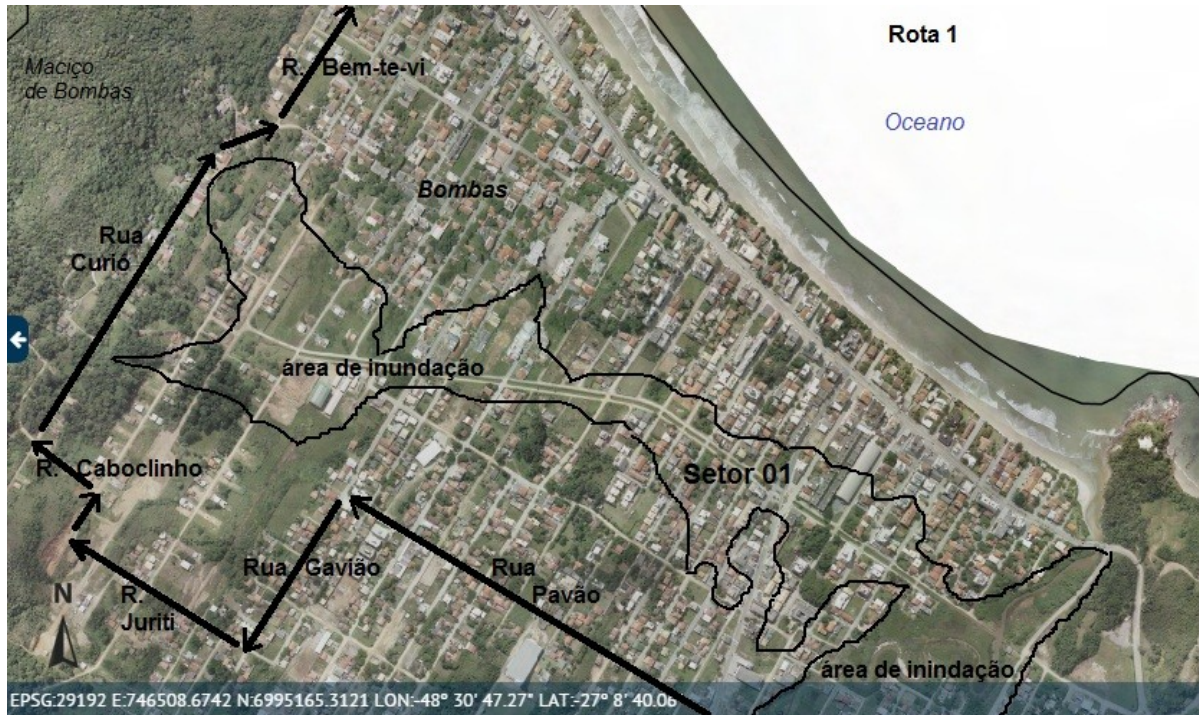 Rota 1
Maciço
de Bombas
R. Bem-te-vi
Oceano
Bombas
Rua
Curió
área de inundação
R. Caboclinho
Setor 01
Rua Gavião
Rua
Pavão
N
R.
Juriti
área de inindação
EPSG:29192 E:746508.6742 N:6995165.3121 LON:-48° 30' 47.27" LAT:-27° 8' 40.06